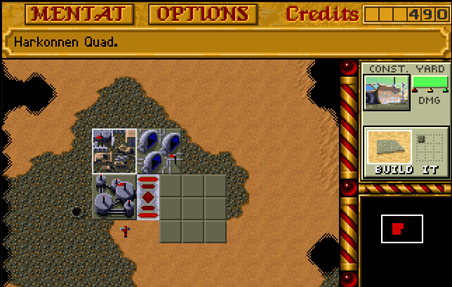 MENTAT OPTIONS Credits 490
Harkonnen Quad.
CONST. YARD
DMG
BUILD IT